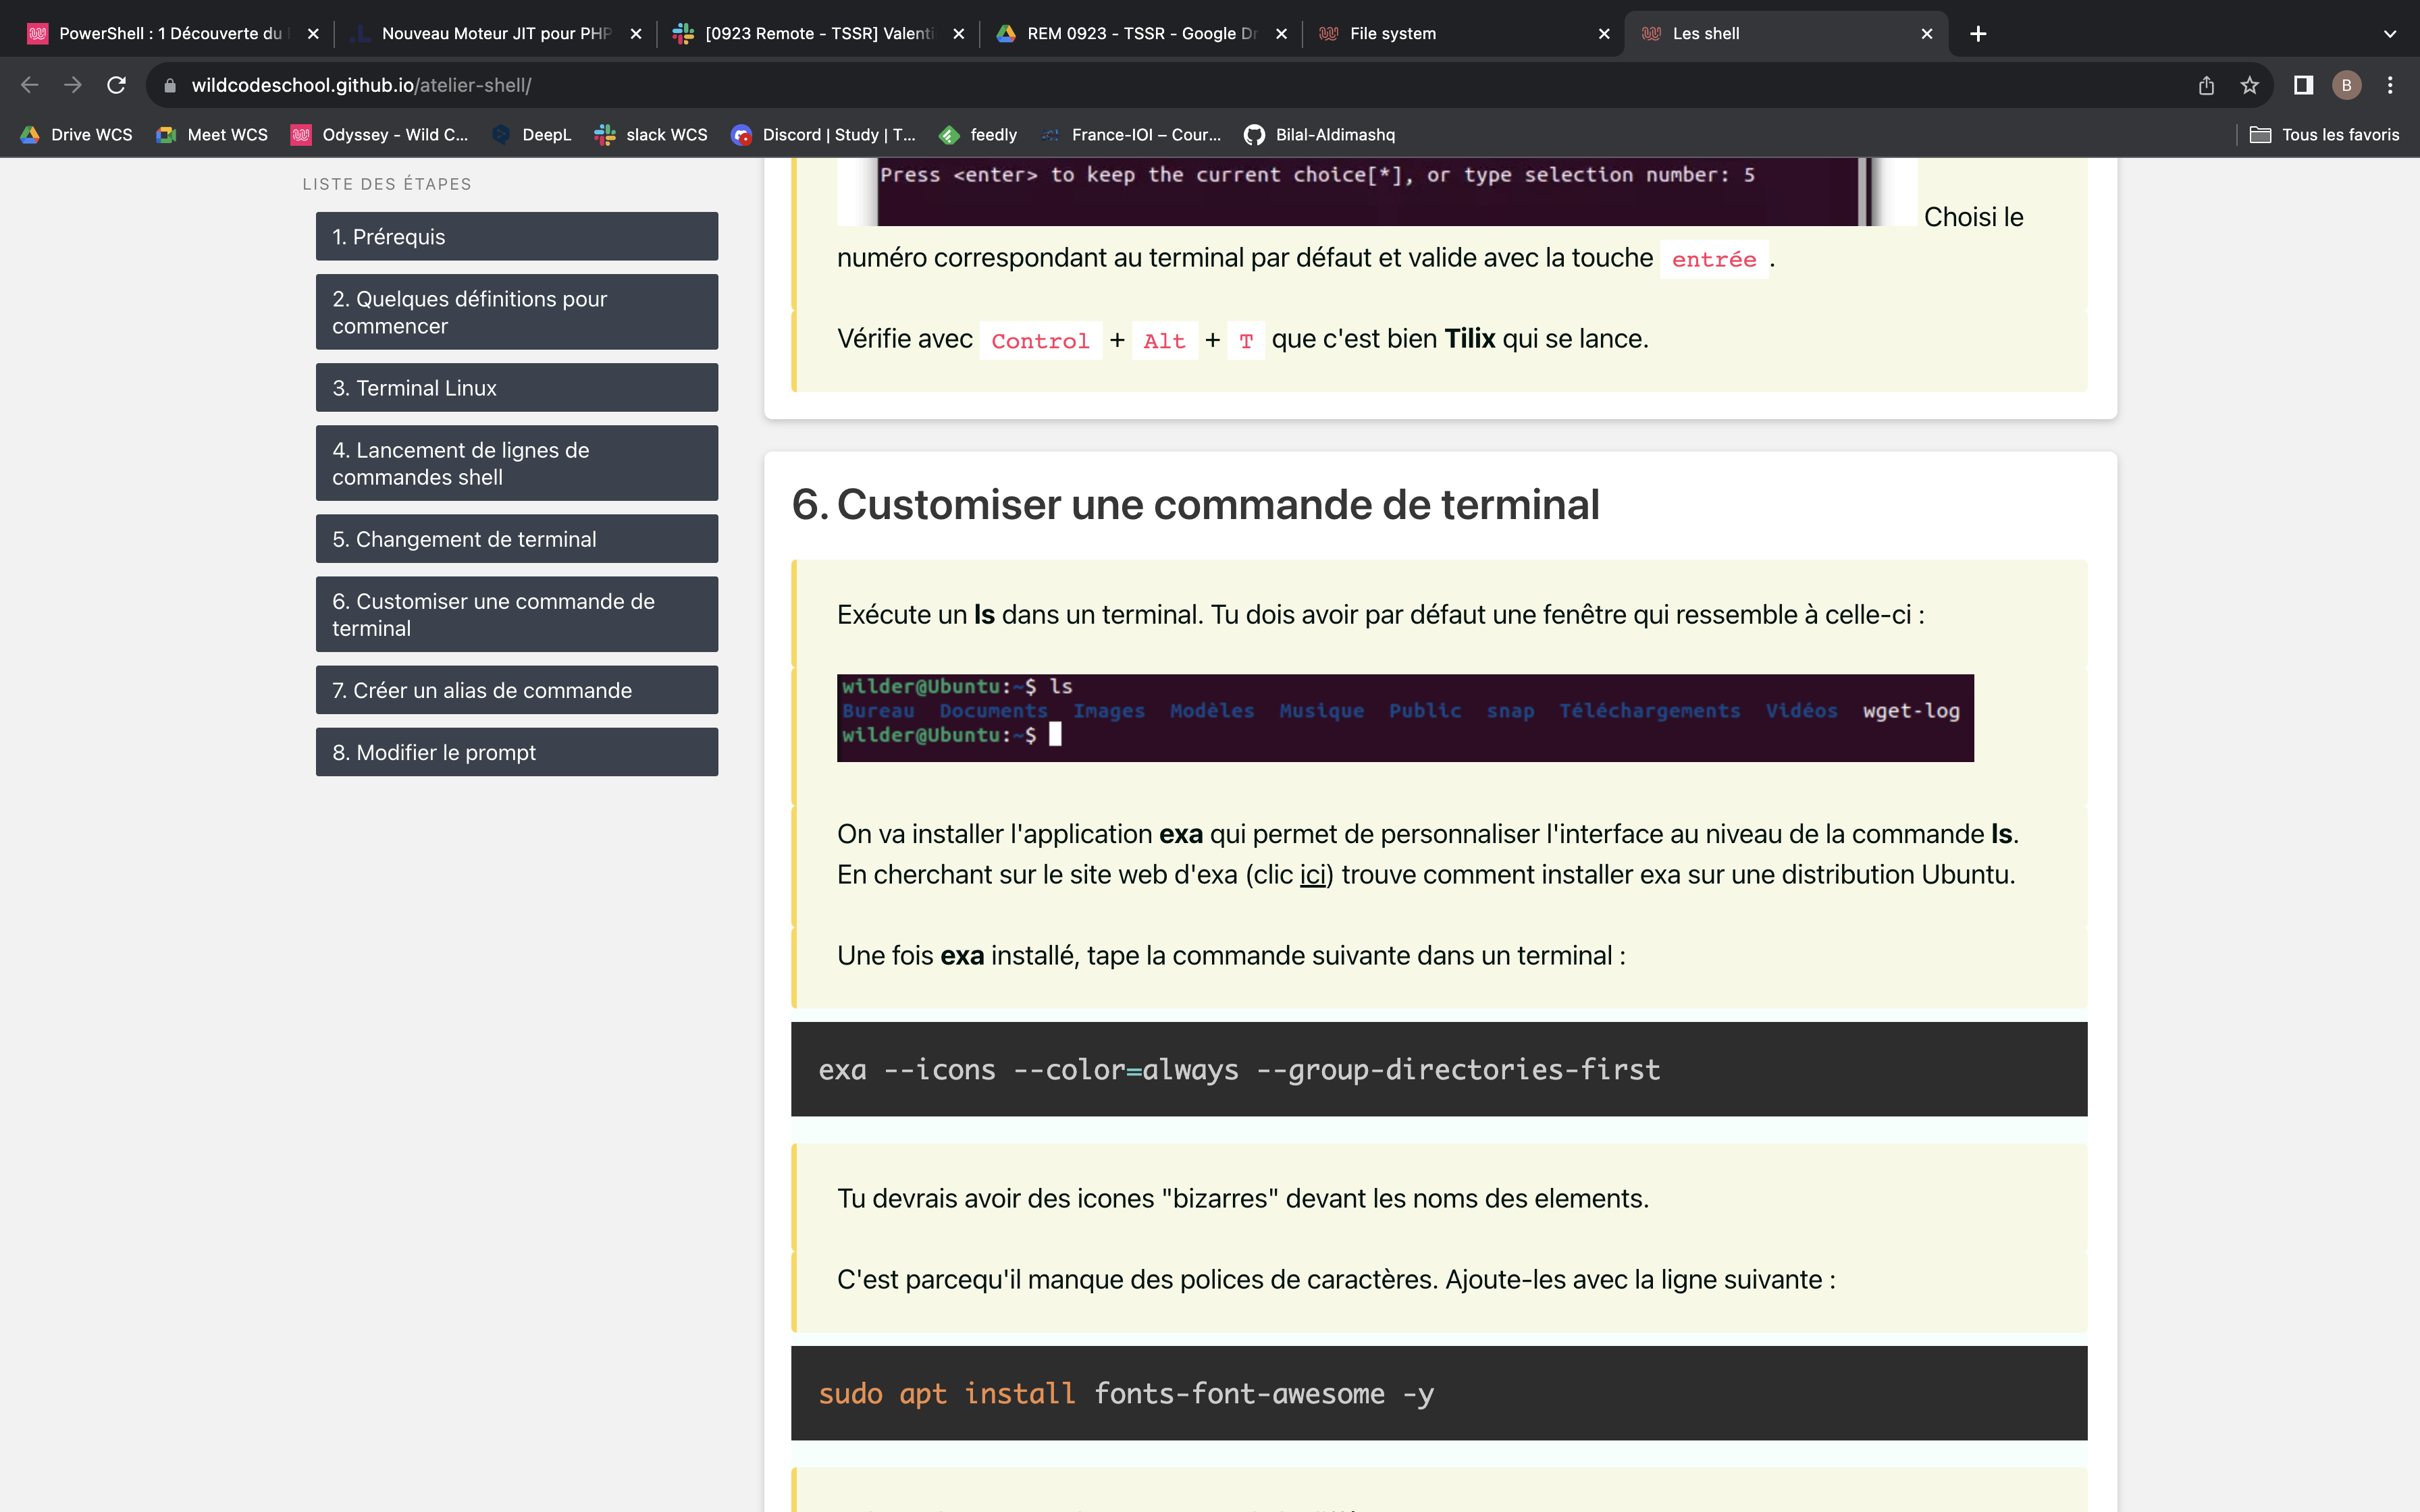 PowerShell : 1 Découverte du
Nouveau Moteur JIT pour PHP
[0923 Remote - TSSR] Valenti
REM 0923 - TSSR - Google Dr
File system
Les shell
wildcodeschool.github.io/atelier-shell/
B
Drive WCS
Meet WCS
Odyssey - Wild C...
DeepL
slack WCS
Discord | Study | T...
feedly
France-IOI – Cour...
Bilal-Aldimashq
Tous les favoris
LISTE DES ÉTAPES
1. Prérequis
2. Quelques définitions pour
commencer
3. Terminal Linux
4. Lancement de lignes de
commandes shell
5. Changement de terminal
6. Customiser une commande de
terminal
7. Créer un alias de commande
8. Modifier le prompt
Press <enter> to keep the current choice[*], or type selection number: 5
Choisi le
numéro correspondant au terminal par défaut et valide avec la touche entrée .
Vérifie avec Control + Alt + T que c'est bien Tilix qui se lance.
6. Customiser une commande de terminal
Exécute un ls dans un terminal. Tu dois avoir par défaut une fenêtre qui ressemble à celle-ci :
wilder@Ubuntu:~$ ls
Bureau Documents Images Modèles Musique Public snap Téléchargements Vidéos wget-log
wilder@Ubuntu:~$
On va installer l'application exa qui permet de personnaliser l'interface au niveau de la commande ls.
En cherchant sur le site web d'exa (clic ici) trouve comment installer exa sur une distribution Ubuntu.
Une fois exa installé, tape la commande suivante dans un terminal :
exa --icons --color=always --group-directories-first
Tu devrais avoir des icones "bizarres" devant les noms des elements.
C'est parcequ'il manque des polices de caractères. Ajoute-les avec la ligne suivante :
sudo apt install fonts-font-awesome -y